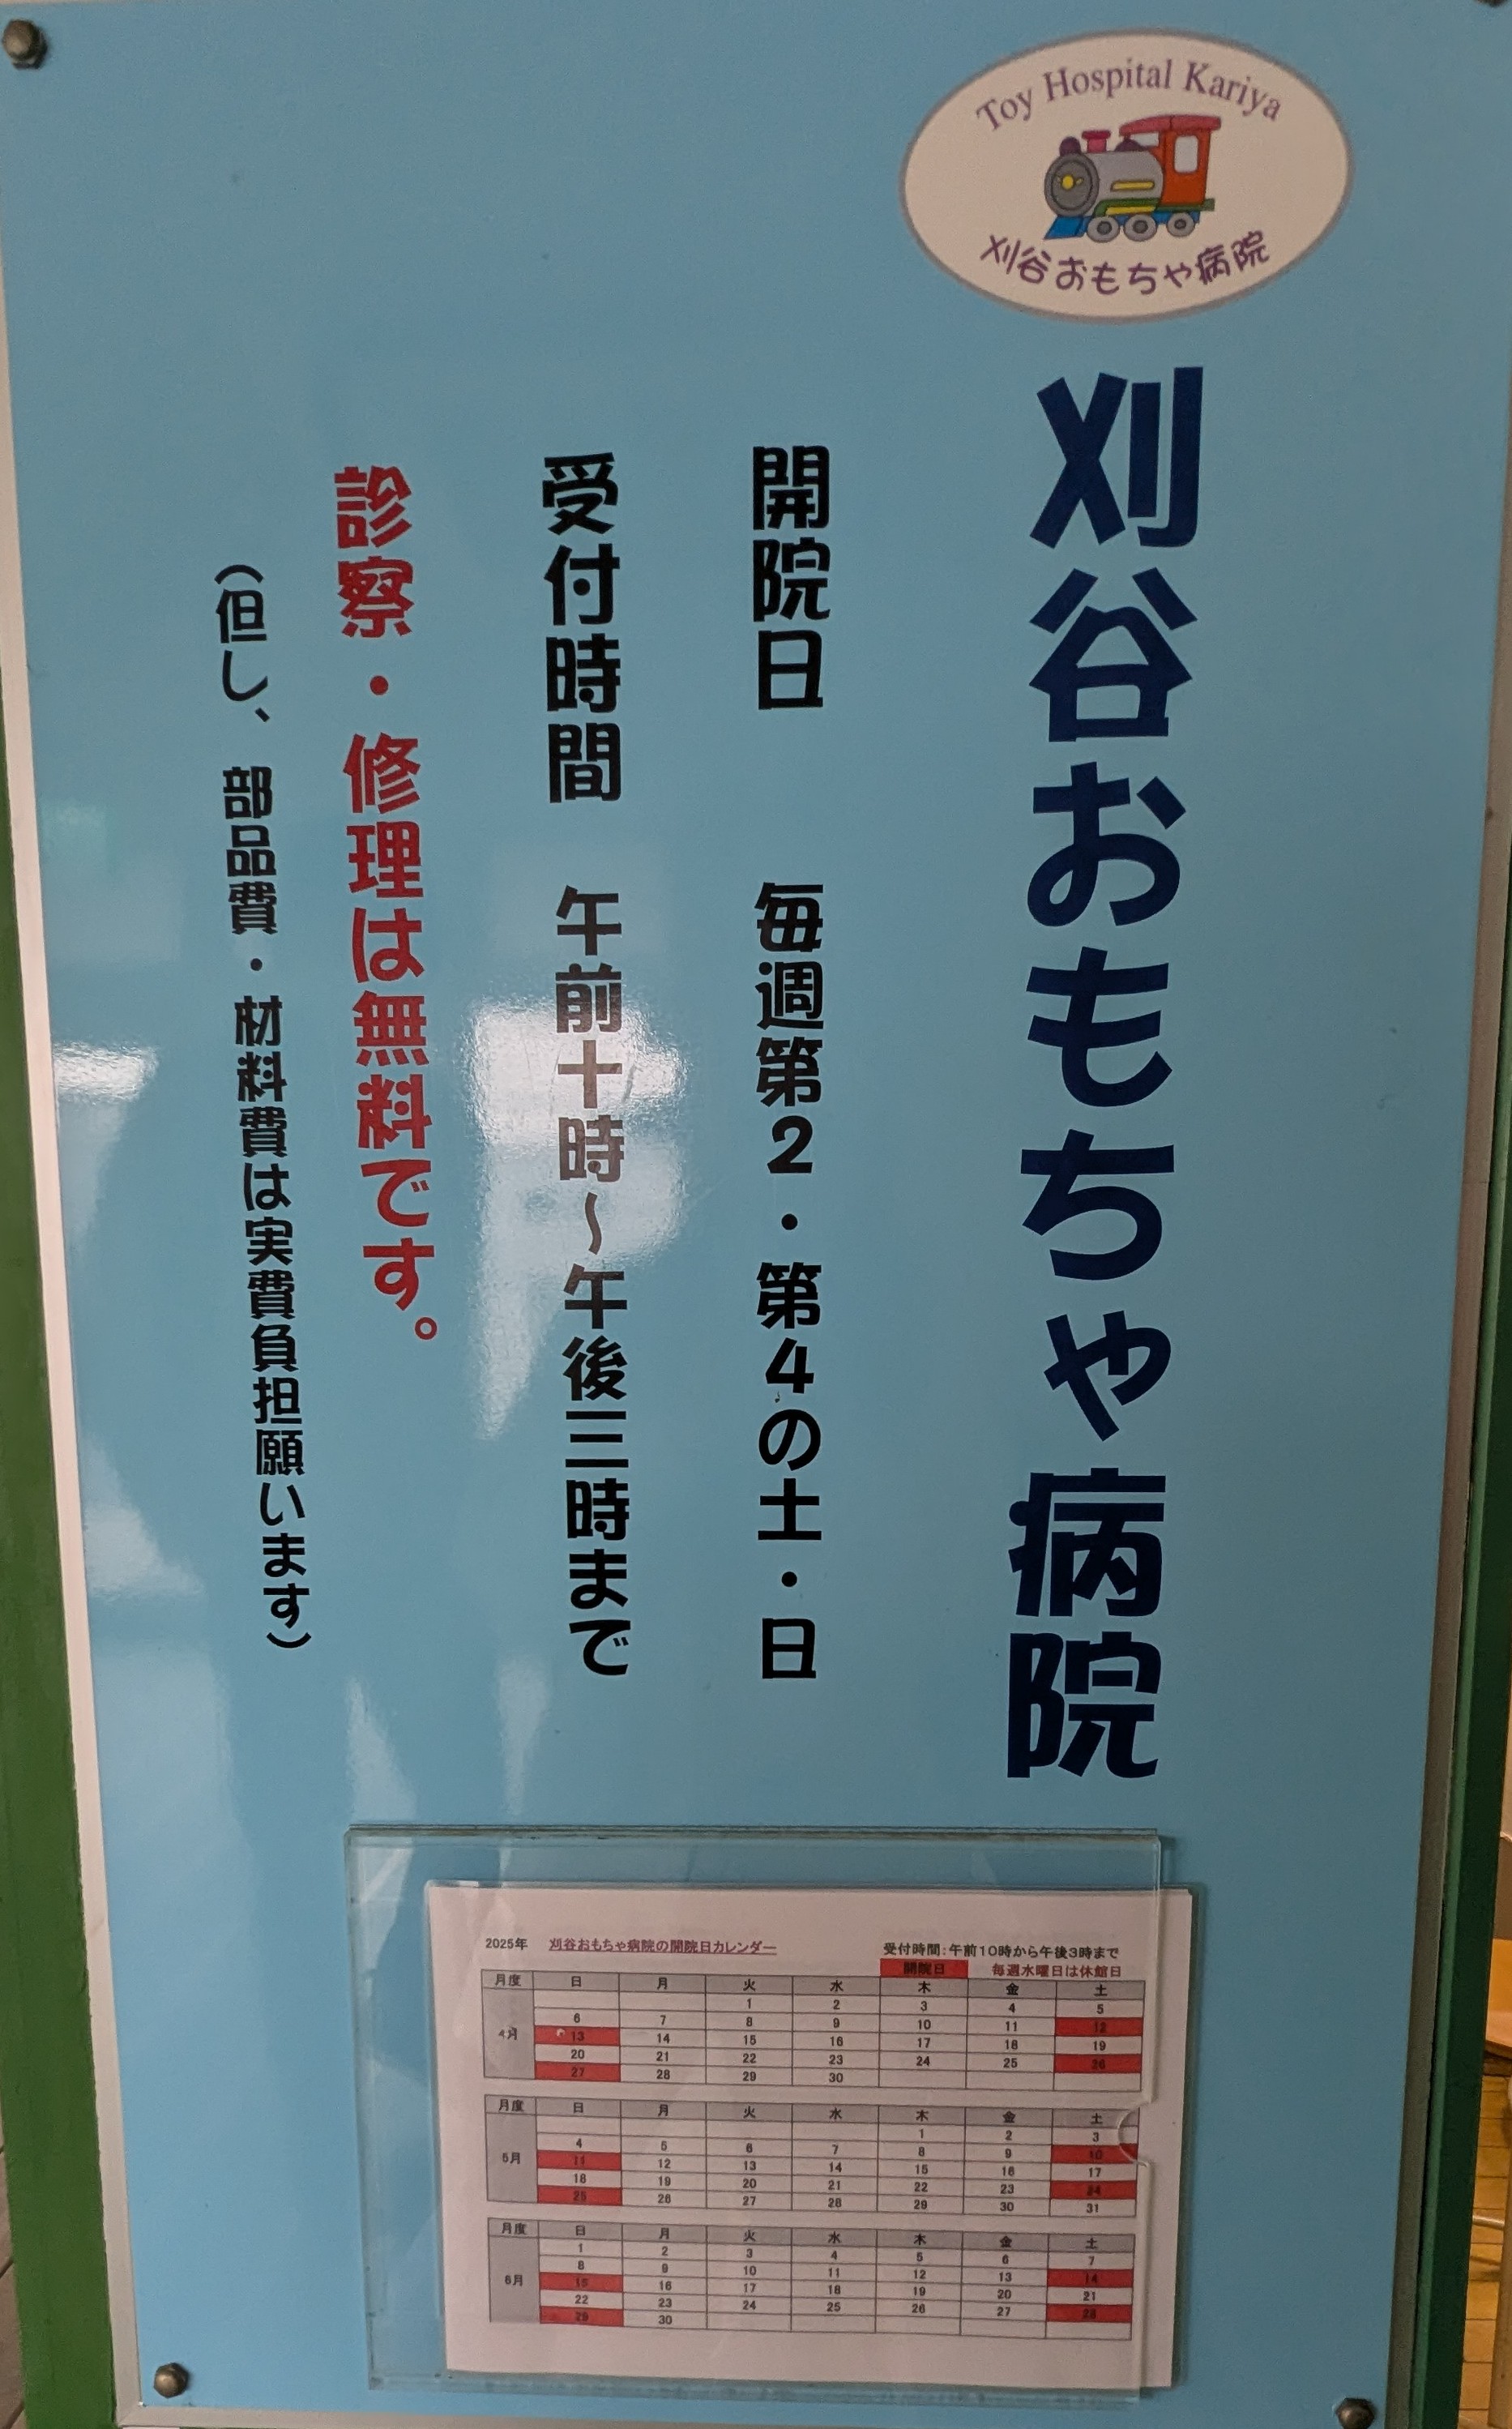 Toy Hospital Kariya
刈谷おもちゃ病院
刈谷おもちゃ病院
開院日 毎週第2・第4の土・日
受付時間 午前十時～午後三時まで
診察・修理は無料です。
(但し、部品費・材料費は実費負担願います)
2025年 刈谷おもちゃ病院の開院日カレンダー 受付時間:午前10時から午後3時まで
開院日 毎週水曜日は休館日
月度 日 月 火 水 木 金 土
4月
1 2 3 4 5
6 7 8 9 10 11 12
13 14 15 16 17 18 19
20 21 22 23 24 25 26
27 28 29 30
月度 日 月 火 水 木 金 土
5月
1 2 3
4 5 6 7 8 9 10
11 12 13 14 15 16 17
18 19 20 21 22 23 24
25 26 27 28 29 30 31
月度 日 月 火 水 木 金 土
6月
1 2 3 4 5 6 7
8 9 10 11 12 13 14
15 16 17 18 19 20 21
22 23 24 25 26 27 28
29 30